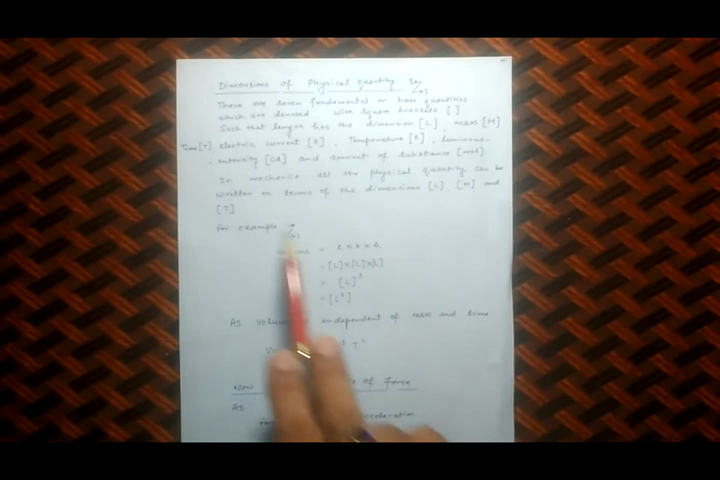 Dimensions of Physical quantity :-
There are seven fundamental or base quantities
which are denoted with square brackets [ ].
Such that length has the dimension [L], mass [M]
Time [T] electric current [A], Temperature [K], luminous-
-intensity [Cd] and amount of substance [mol]
In mechanics all the physical quantity can be
written in terms of the dimensions [L], [M] and
[T]
For example :-
= l × b × h
= [L]×[L]×[L]
= [L]³
= [L³]
As independent of mass and time
T°
Now of Force
As
acceleration